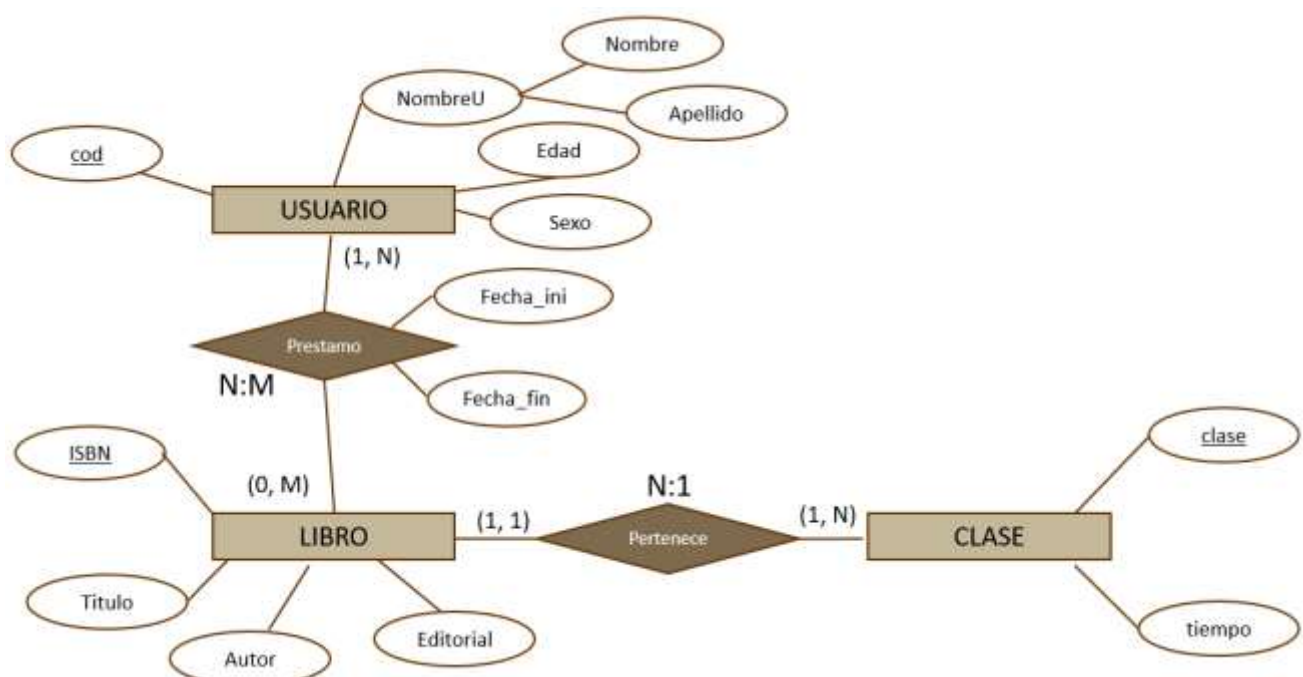 Nombre
NombreU
Apellido
cod
Edad
USUARIO
Sexo
(1, N)
Fecha_ini
Prestamo
N:M
Fecha_fin
ISBN
clase
(0, M)
N:1
(1, 1)
(1, N)
LIBRO
Pertenece
CLASE
Titulo
Autor
Editorial
tiempo